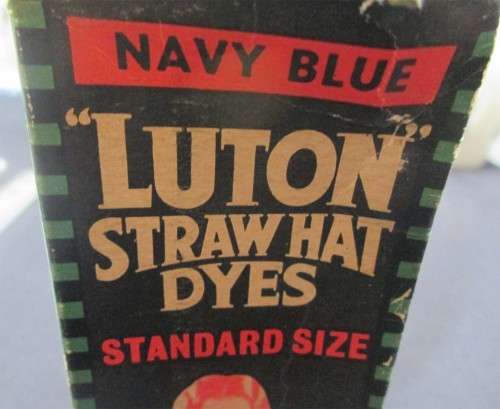 NAVY BLUE
"LUTON"
STRAW HAT
DYES
STANDARD SIZE